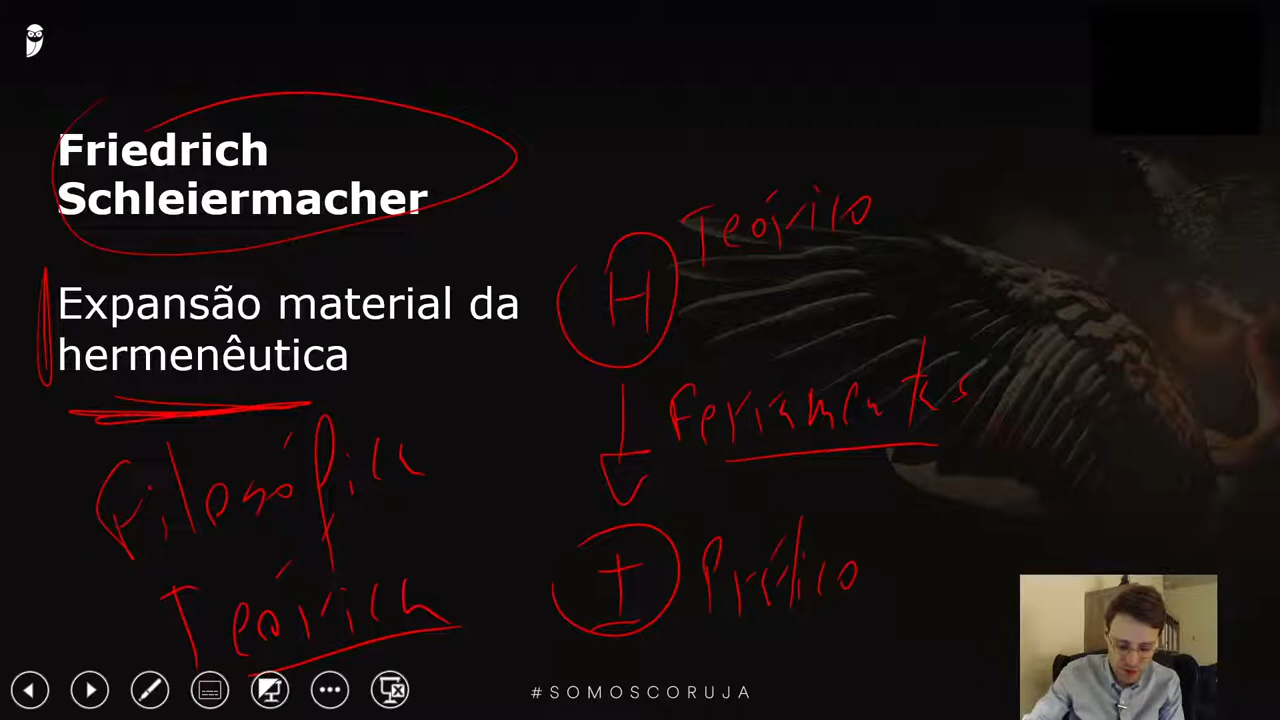 Friedrich
Schleiermacher
Expansão material da
hermenêutica
Filosófica
Teórica
H
Teórico
Ferramentas
I
Prático
#SOMOSCORUJA